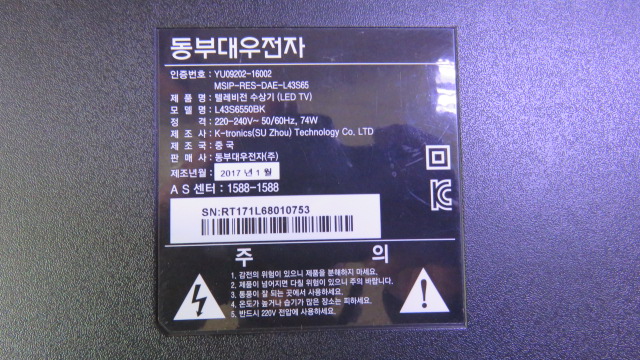 동부대우전자
인증번호 : YU09202-16002
MSIP-RES-DAE-L43S65
제 품 명 : 텔레비전 수상기 (LED TV)
모 델 명 : L43S6550BK
정 격 : 220-240V~ 50/60Hz, 74W
제 조 사 : K-tronics(SU Zhou) Technology Co. LTD
제 조 국 : 중 국
판 매 사 : 동부대우전자(주)
제조년월 : 2017 년 1 월
A S 센터 : 1588-1588
SN:RT171L68010753
주 의
1. 감전의 위험이 있으니 제품을 분해하지 마세요.
2. 제품이 넘어지면 다칠 위험이 있으니 주의 바랍니다.
3. 통풍이 잘 되는 곳에서 사용하세요.
4. 온도가 높거나 습기가 많은 장소는 피하세요.
5. 반드시 220V 전압에 사용하세요.